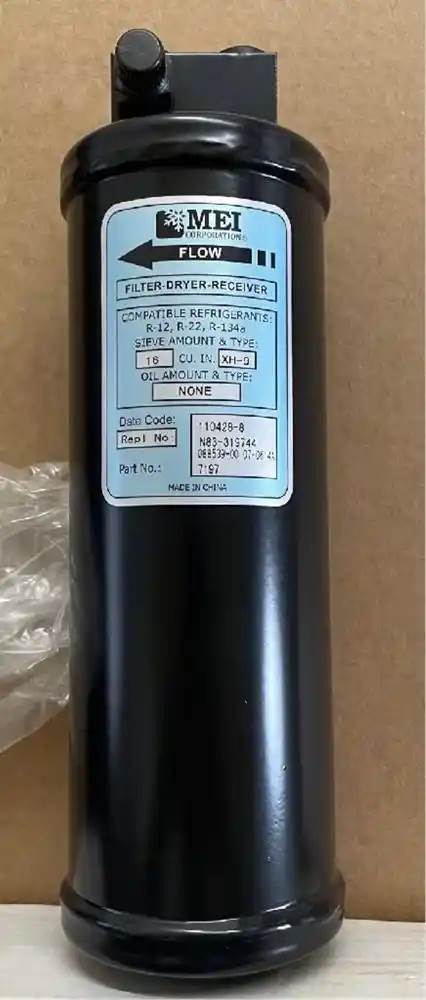 MEI
CORPORATION®
FLOW
FILTER-DRYER-RECEIVER
COMPATIBLE REFRIGERANTS:
R-12, R-22, R-134a
SIEVE AMOUNT & TYPE:
16 CU. IN. XH-9
OIL AMOUNT & TYPE:
NONE
Date Code: 110428-8
Repl No: N83-319744
Part No.: 7197
MADE IN CHINA